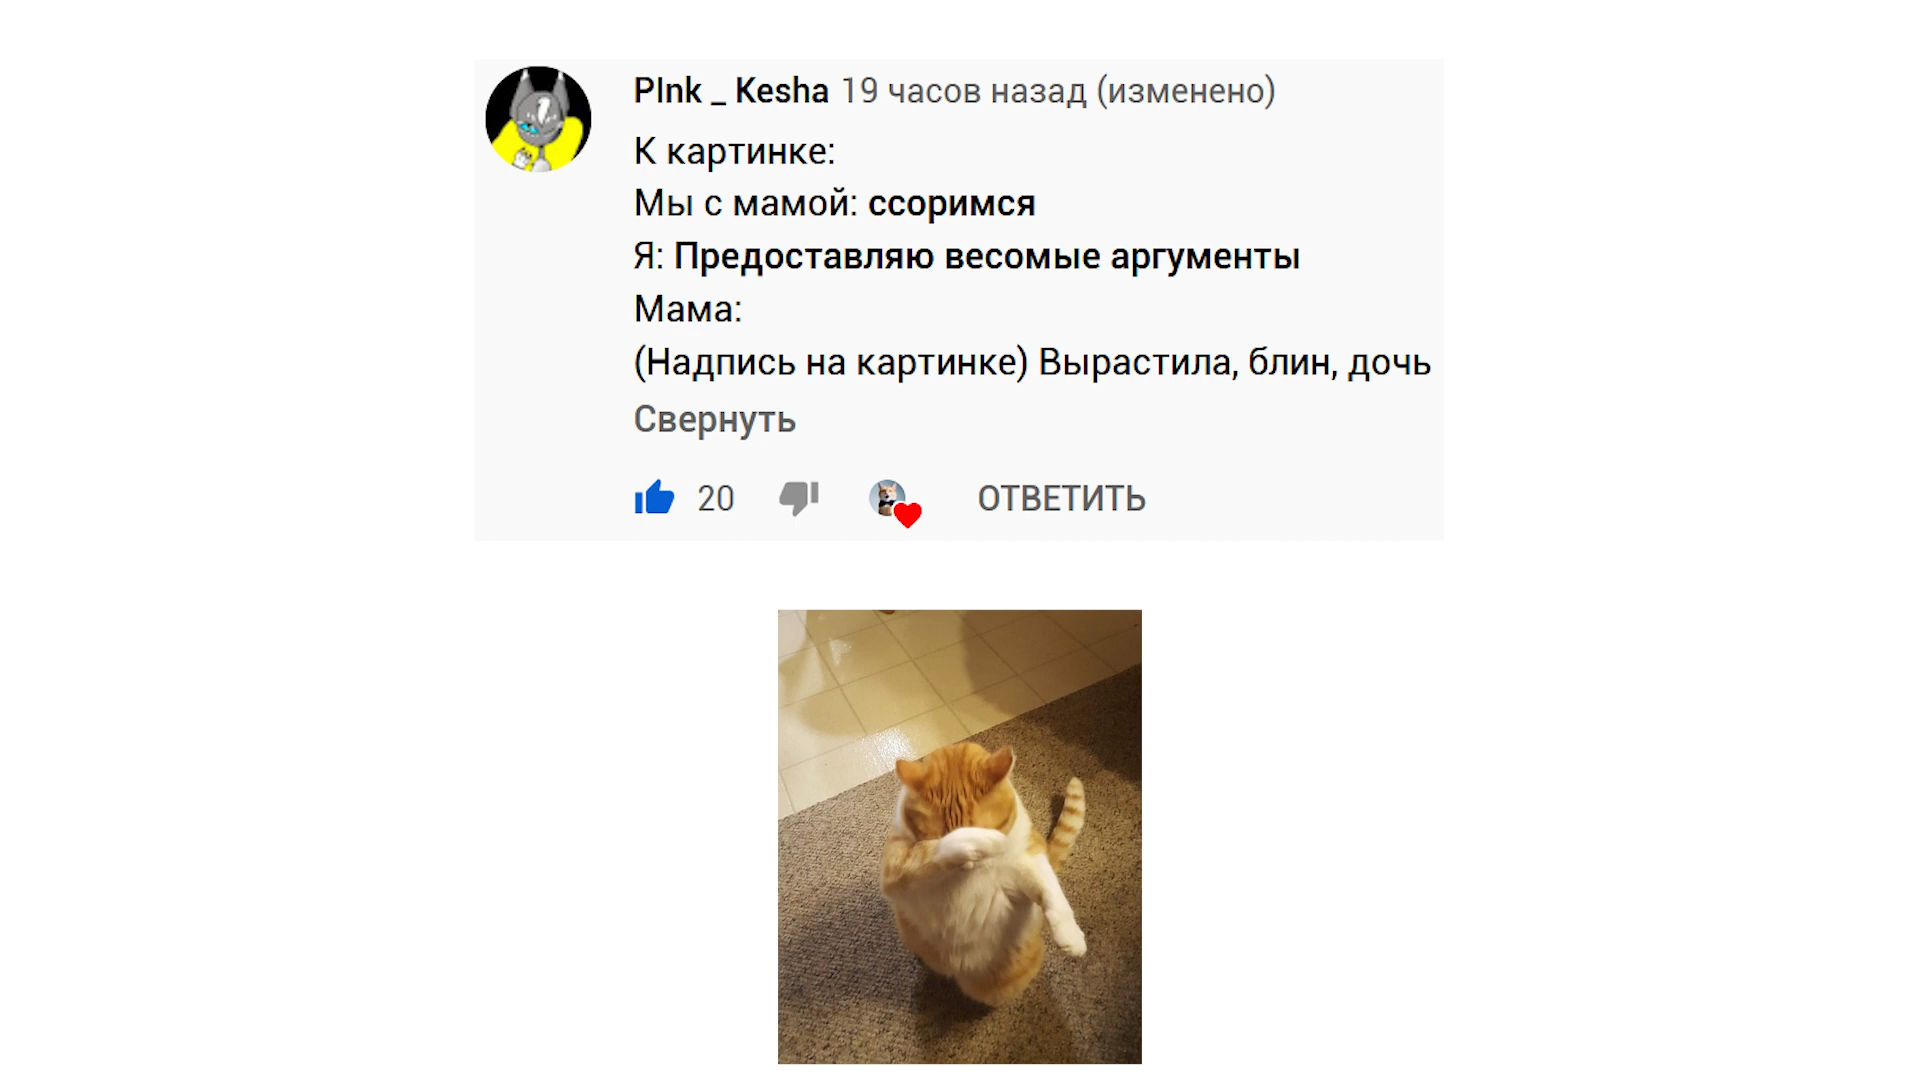 PInk _ Kesha 19 часов назад (изменено)
К картинке:
Мы с мамой: ссоримся
Я: Предоставляю весомые аргументы
Мама:
(Надпись на картинке) Вырастила, блин, дочь
Свернуть
20 ОТВЕТИТЬ